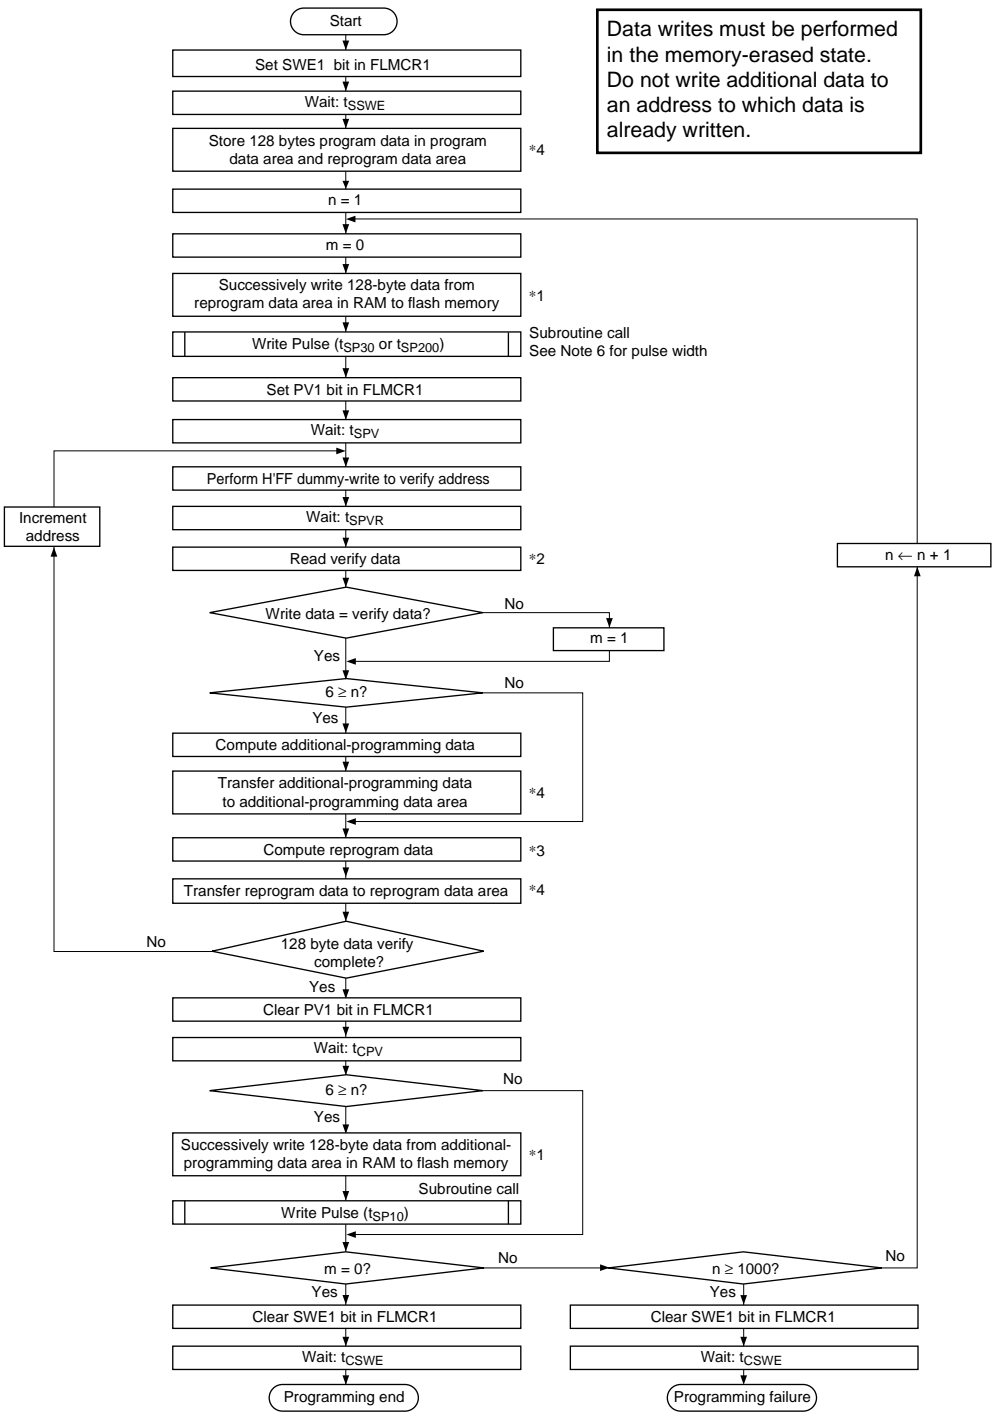 Start
Data writes must be performed
in the memory-erased state.
Do not write additional data to
an address to which data is
already written.
Set SWE1 bit in FLMCR1
Wait: tSSWE
Store 128 bytes program data in program
data area and reprogram data area
*4
n = 1
m = 0
Successively write 128-byte data from
reprogram data area in RAM to flash memory
*1
Write Pulse (tSP30 or tSP200)
Subroutine call
See Note 6 for pulse width
Set PV1 bit in FLMCR1
Wait: tSPV
Perform H'FF dummy-write to verify address
Increment
address
Wait: tSPVR
Read verify data
*2
n ← n + 1
Write data = verify data?
No
m = 1
Yes
6 ≥ n?
No
Yes
Compute additional-programming data
Transfer additional-programming data
to additional-programming data area
*4
Compute reprogram data
*3
Transfer reprogram data to reprogram data area
*4
128 byte data verify
complete?
No
Yes
Clear PV1 bit in FLMCR1
Wait: tCPV
6 ≥ n?
No
Yes
Successively write 128-byte data from additional-
programming data area in RAM to flash memory
*1
Subroutine call
Write Pulse (tSP10)
m = 0?
No
n ≥ 1000?
No
Yes
Yes
Clear SWE1 bit in FLMCR1
Clear SWE1 bit in FLMCR1
Wait: tCSWE
Wait: tCSWE
Programming end
Programming failure